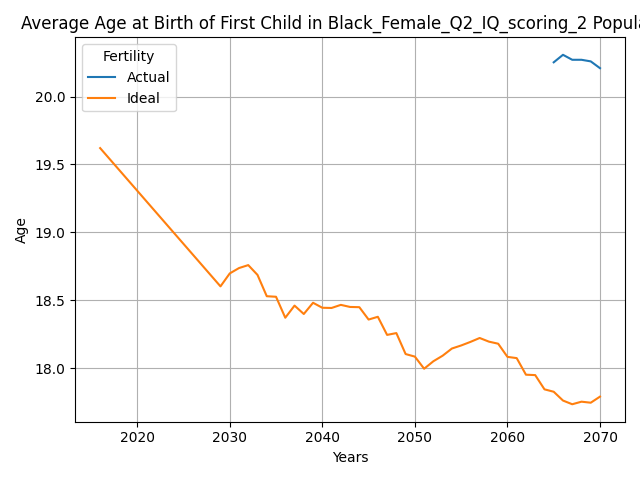 Average Age at Birth of First Child in Black_Female_Q2_IQ_scoring_2 Popula
Fertility
Actual
Ideal
20.0
19.5
19.0
18.5
18.0
Age
2020 2030 2040 2050 2060 2070
Years